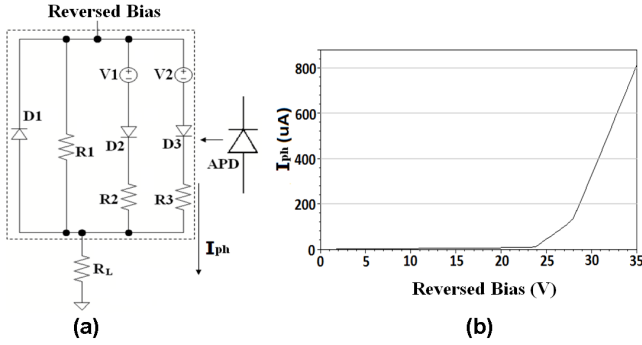 Reversed Bias
D1
R1
V1
V2
D2
D3
R2
R3
APD
Iph
RL
(a)
Iph (uA)
800
600
400
200
0
0 5 10 15 20 25 30 35
Reversed Bias (V)
(b)